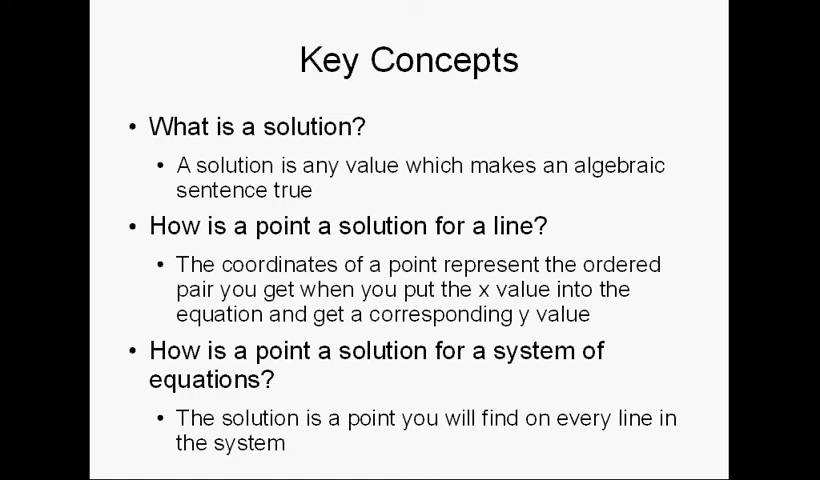 Key Concepts
• What is a solution?
• A solution is any value which makes an algebraic
sentence true
• How is a point a solution for a line?
• The coordinates of a point represent the ordered
pair you get when you put the x value into the
equation and get a corresponding y value
• How is a point a solution for a system of
equations?
• The solution is a point you will find on every line in
the system